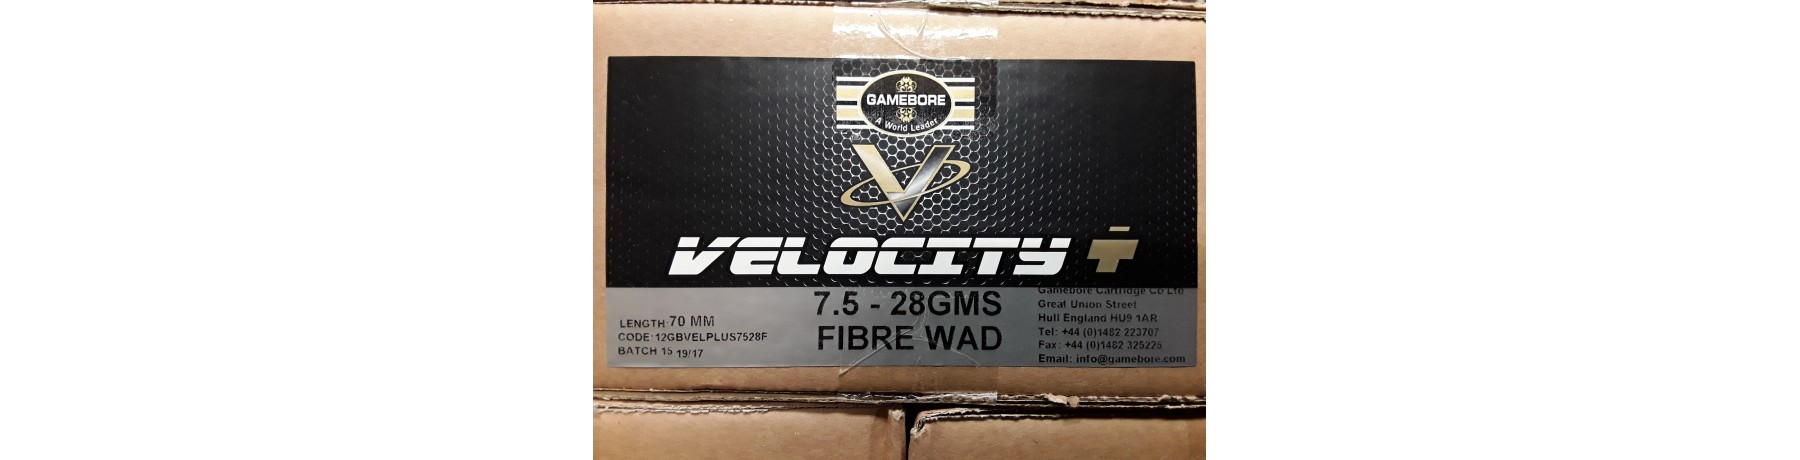 GAMEBORE
A World Leader
VELOCITY +
7.5 - 28GMS
FIBRE WAD
LENGTH: 70 MM
CODE: 12GBVELPLUS7528F
BATCH 15 19/17
Gamebore Cartridge Co Ltd
Great Union Street
Hull England HU9 1AR
Tel: +44 (0)1482 223707
Fax: +44 (0)1482 325225
Email: info@gamebore.com